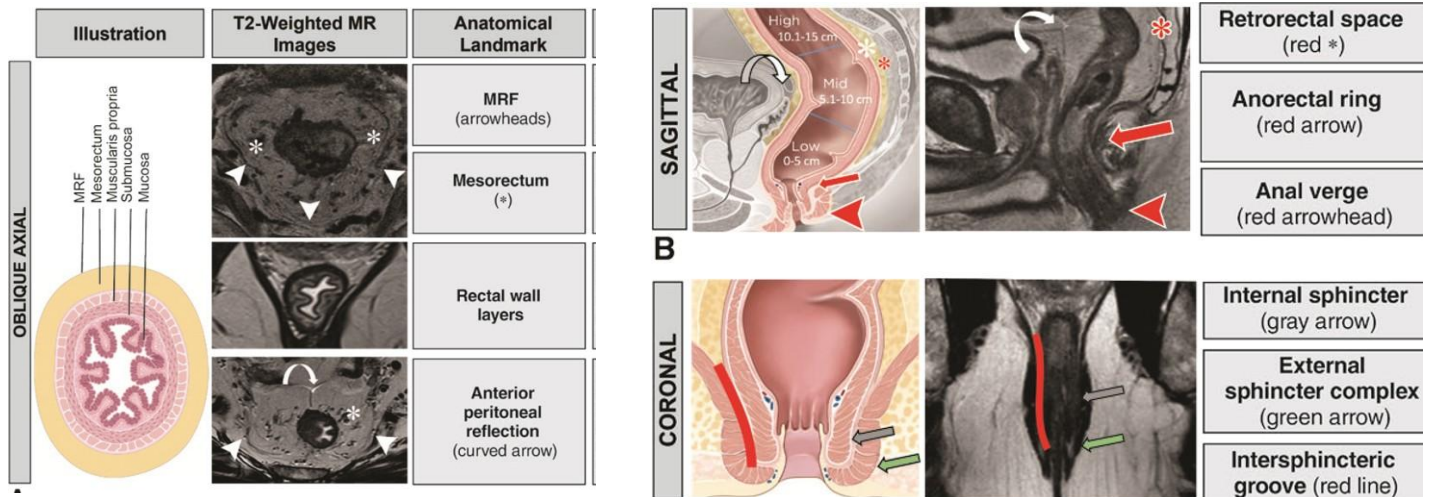 Illustration
T2-Weighted MR
Images
Anatomical
Landmark
OBLIQUE AXIAL
MRF
Mesorectum
Muscularis propria
Submucosa
Mucosa
*
*
MRF
(arrowheads)
Mesorectum
(*)
Rectal wall
layers
*
Anterior
peritoneal
reflection
(curved arrow)
SAGITTAL
High
10.1-15 cm
Mid
5.1-10 cm
Low
0-5 cm
*
*
*
Retrorectal space
(red *)
Anorectal ring
(red arrow)
Anal verge
(red arrowhead)
B
CORONAL
Internal sphincter
(gray arrow)
External
sphincter complex
(green arrow)
Intersphincteric
groove (red line)